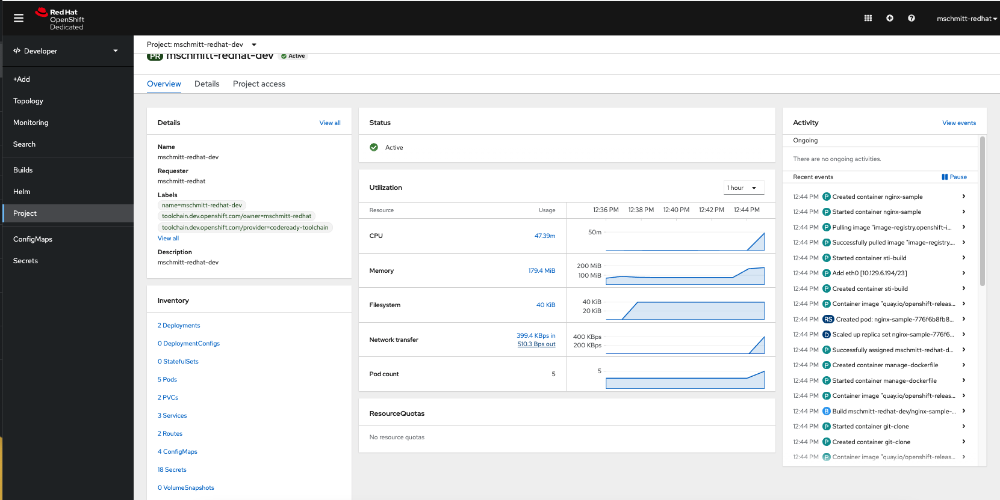 Red Hat
OpenShift
Dedicated
mschmitt-redhat
Developer
+Add
Topology
Monitoring
Search
Builds
Helm
Project
ConfigMaps
Secrets
Project: mschmitt-redhat-dev
PR mschmitt-redhat-dev Active
Overview Details Project access
Details View all
Name
mschmitt-redhat-dev
Requester
mschmitt-redhat
Labels
name=mschmitt-redhat-dev
toolchain.dev.openshift.com/owner=mschmitt-redhat
toolchain.dev.openshift.com/provider=codeready-toolchain
View all
Description
mschmitt-redhat-dev
Inventory
2 Deployments
0 DeploymentConfigs
0 StatefulSets
5 Pods
2 PVCs
3 Services
2 Routes
4 ConfigMaps
18 Secrets
0 VolumeSnapshots
Status
Active
Utilization 1 hour
Resource Usage 12:36 PM 12:38 PM 12:40 PM 12:42 PM 12:44 PM
CPU 47.39m 50m
Memory 179.4 MiB 200 MiB
100 MiB
Filesystem 40 KiB 40 KiB
20 KiB
Network transfer 399.4 KBps in 400 KBps
510.3 Bps out 200 KBps
Pod count 5 5
ResourceQuotas
No resource quotas
Activity View events
Ongoing
There are no ongoing activities.
Recent events Pause
12:44 PM P Created container nginx-sample
12:44 PM P Started container nginx-sample
12:44 PM P Pulling image "image-registry.openshift-i...
12:44 PM P Successfully pulled image "image-registry....
12:44 PM P Started container sti-build
12:44 PM P Add eth0 [10.129.6.194/23]
12:44 PM P Created container sti-build
12:44 PM P Container image "quay.io/openshift-releas...
12:44 PM RS Created pod: nginx-sample-776f6b8fb8...
12:44 PM D Scaled up replica set nginx-sample-776f6...
12:44 PM P Successfully assigned mschmitt-redhat-d...
12:44 PM P Created container manage-dockerfile
12:44 PM P Started container manage-dockerfile
12:44 PM P Container image "quay.io/openshift-releas...
12:44 PM B Build mschmitt-redhat-dev/nginx-sample-...
12:44 PM P Started container git-clone
12:44 PM P Created container git-clone
12:44 PM P Container image "quay.io/openshift-releas...